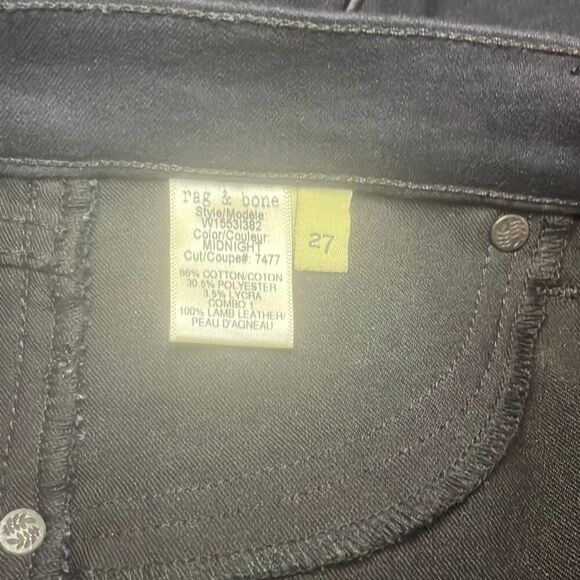 rag & bone
Style/Modele:
W1553I382
Color/Couleur:
MIDNIGHT
Cut/Coupe#: 7477
66% COTTON/COTON
30.5% POLYESTER
3.5% LYCRA
COMBO 1
100% LAMB LEATHER/
PEAU D'AGNEAU
27